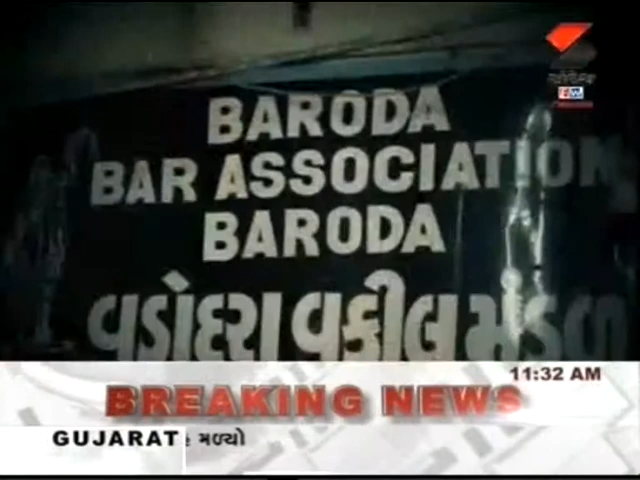 BARODA
BAR ASSOCIATION
BARODA
વડોદરા વકીલ મંડળ
11:32 AM
BREAKING NEWS
GUJARAT
મળ્યો